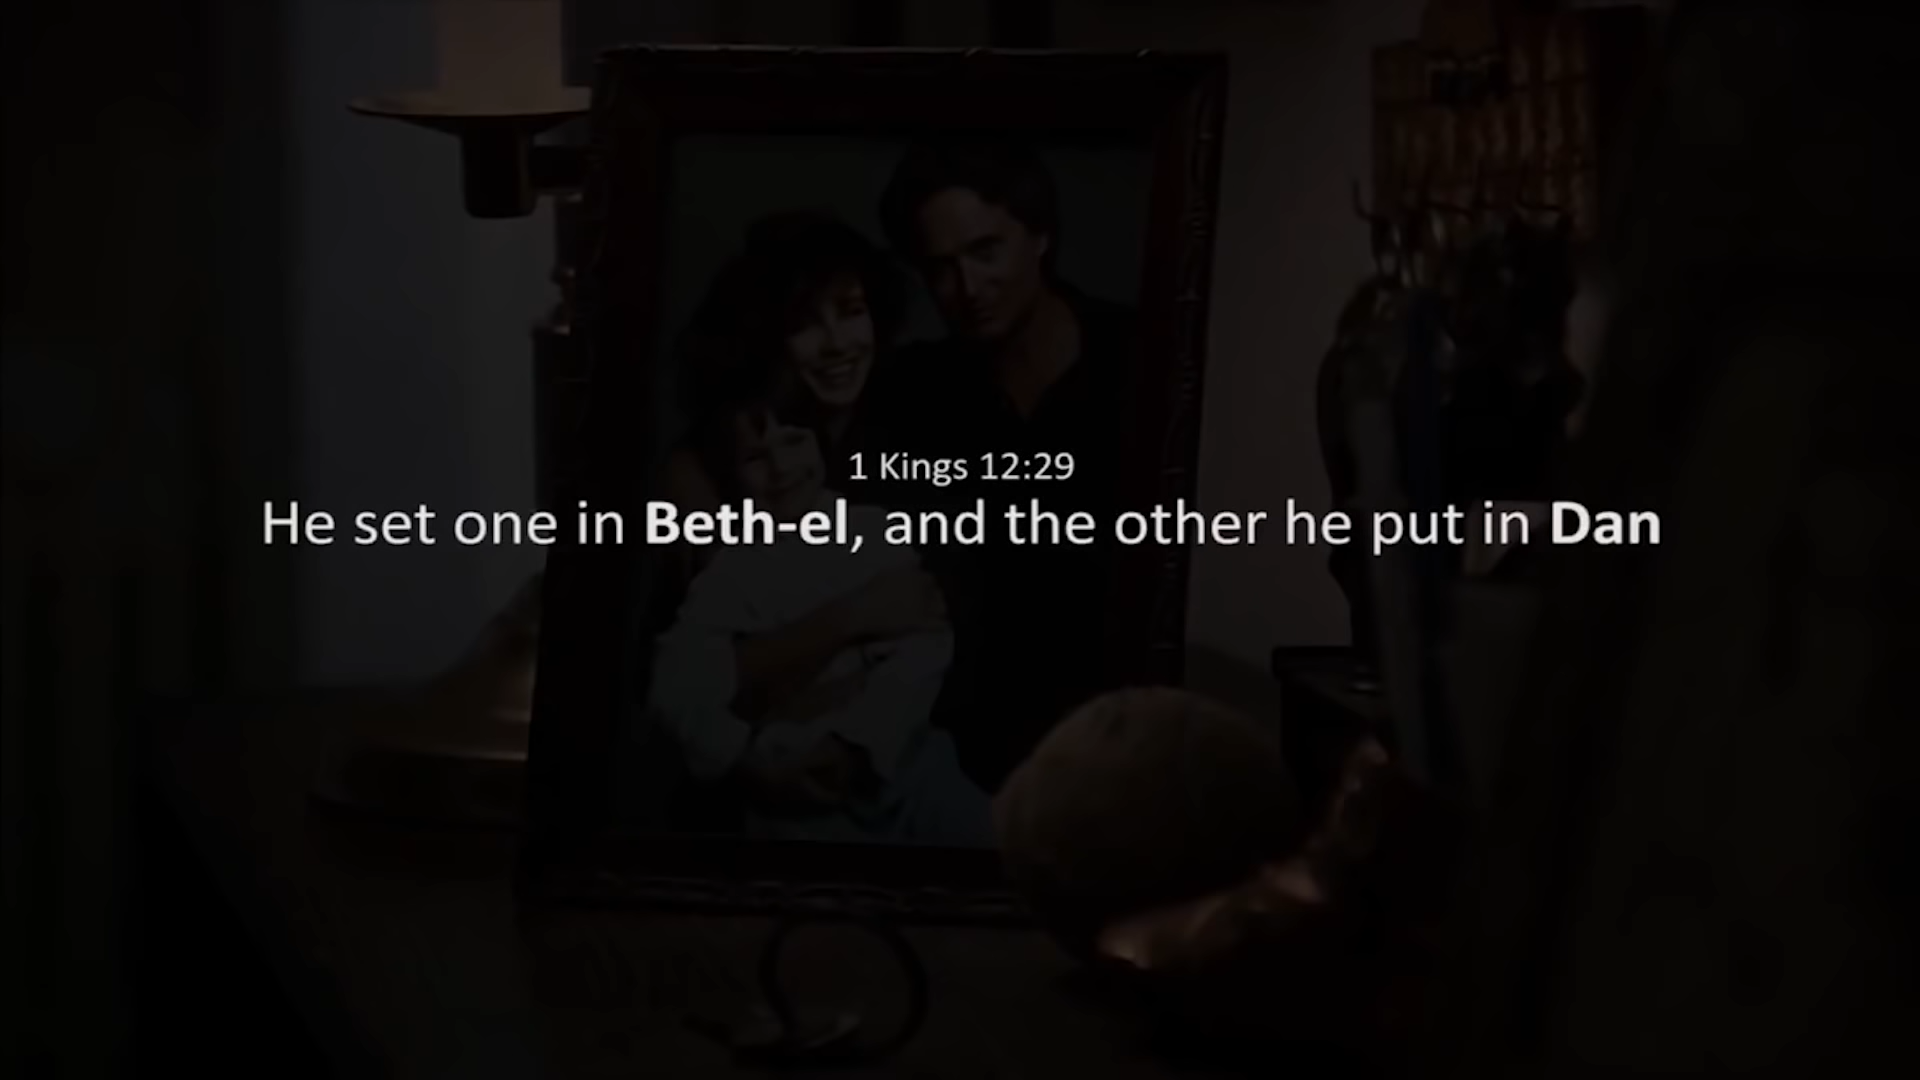 1 Kings 12:29
He set one in Beth-el, and the other he put in Dan